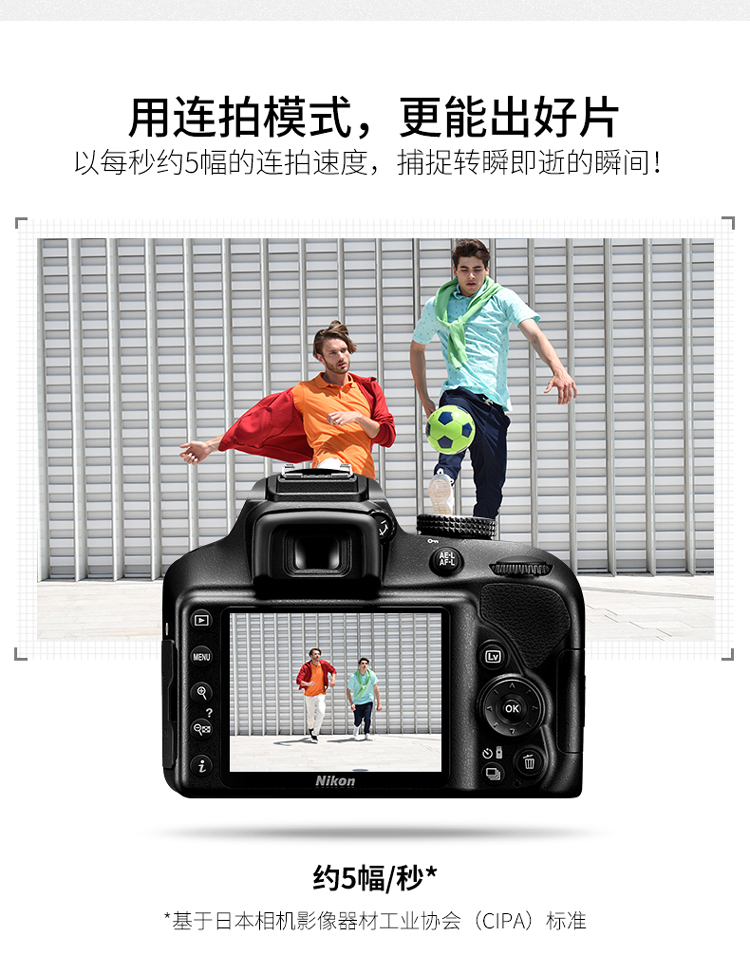 用连拍模式，更能出好片
以每秒约5幅的连拍速度，捕捉转瞬即逝的瞬间！
AE-L
AF-L
MENU
Lv
OK
?
i
Nikon
约5幅/秒*
*基于日本相机影像器材工业协会（CIPA）标准